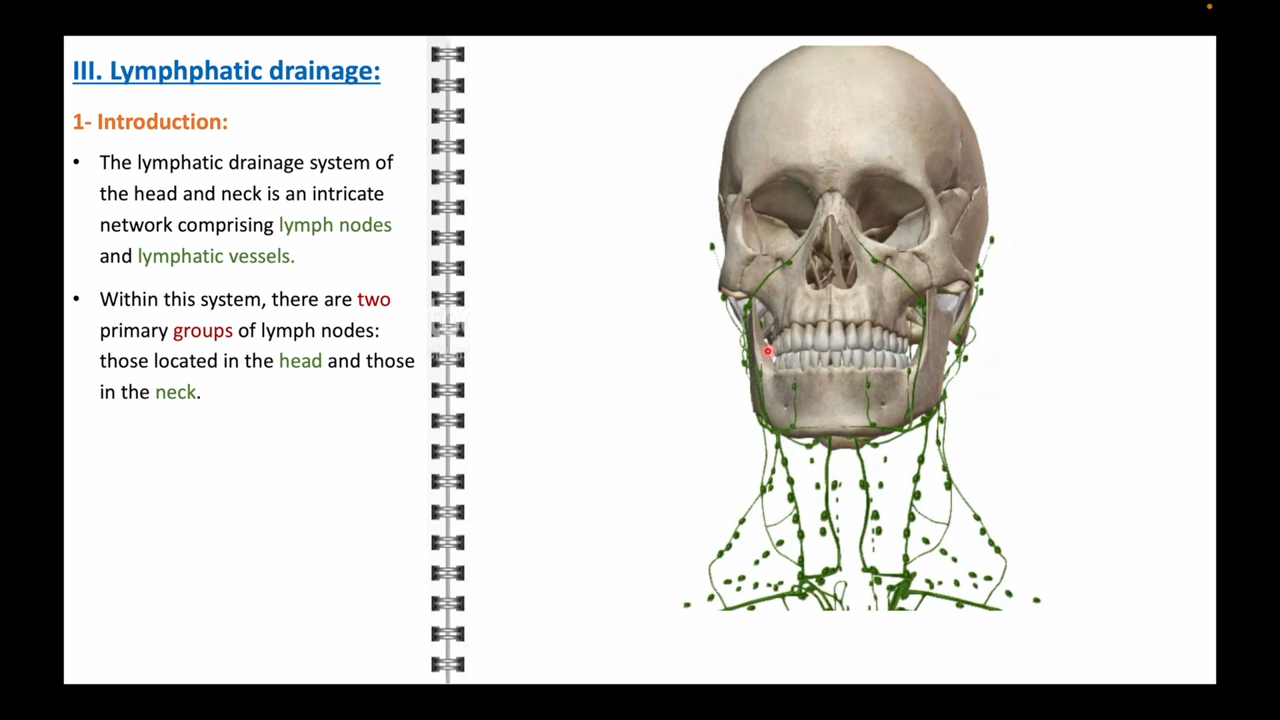 III. Lymphphatic drainage:
1- Introduction:
• The lymphatic drainage system of
the head and neck is an intricate
network comprising lymph nodes
and lymphatic vessels.
• Within this system, there are two
primary groups of lymph nodes:
those located in the head and those
in the neck.